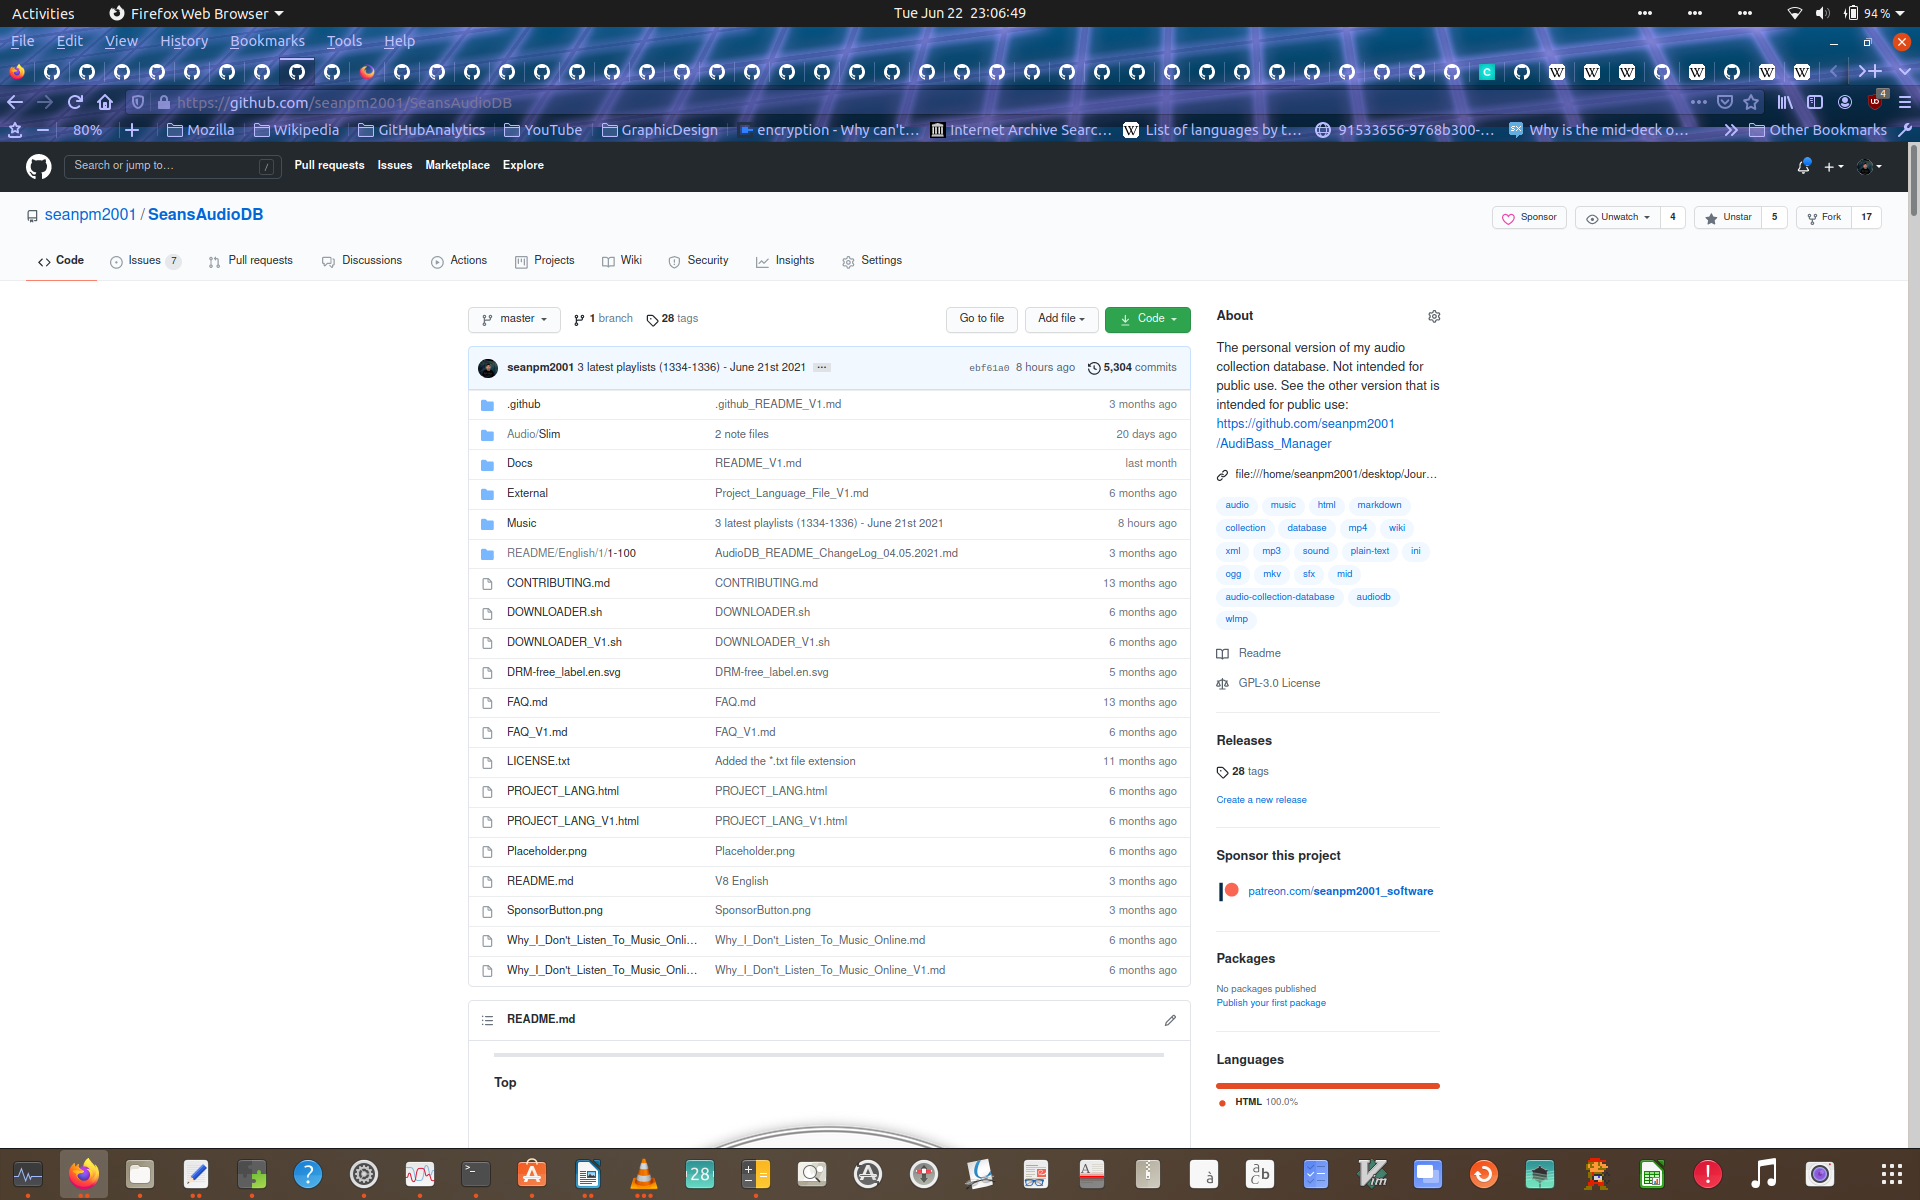 Activities Firefox Web Browser Tue Jun 22 23:06:49 94 %
File Edit View History Bookmarks Tools Help
https://github.com/seanpm2001/SeansAudioDB 4
80% Mozilla Wikipedia GitHubAnalytics YouTube GraphicDesign encryption - Why can't… Internet Archive Searc… List of languages by t… 91533656-9768b300-… Why is the mid-deck o… Other Bookmarks
Search or jump to… / Pull requests Issues Marketplace Explore
seanpm2001 / SeansAudioDB Sponsor Unwatch 4 Unstar 5 Fork 17
Code Issues 7 Pull requests Discussions Actions Projects Wiki Security Insights Settings
master 1 branch 28 tags Go to file Add file Code
seanpm2001 3 latest playlists (1334-1336) - June 21st 2021 ... ebf61a0 8 hours ago 5,304 commits
.github .github_README_V1.md 3 months ago
Audio/Slim 2 note files 20 days ago
Docs README_V1.md last month
External Project_Language_File_V1.md 6 months ago
Music 3 latest playlists (1334-1336) - June 21st 2021 8 hours ago
README/English/1/1-100 AudioDB_README_ChangeLog_04.05.2021.md 3 months ago
CONTRIBUTING.md CONTRIBUTING.md 13 months ago
DOWNLOADER.sh DOWNLOADER.sh 6 months ago
DOWNLOADER_V1.sh DOWNLOADER_V1.sh 6 months ago
DRM-free_label.en.svg DRM-free_label.en.svg 5 months ago
FAQ.md FAQ.md 13 months ago
FAQ_V1.md FAQ_V1.md 6 months ago
LICENSE.txt Added the *.txt file extension 11 months ago
PROJECT_LANG.html PROJECT_LANG.html 6 months ago
PROJECT_LANG_V1.html PROJECT_LANG_V1.html 6 months ago
Placeholder.png Placeholder.png 6 months ago
README.md V8 English 3 months ago
SponsorButton.png SponsorButton.png 3 months ago
Why_I_Don't_Listen_To_Music_Onli… Why_I_Don't_Listen_To_Music_Online.md 6 months ago
Why_I_Don't_Listen_To_Music_Onli… Why_I_Don't_Listen_To_Music_Online_V1.md 6 months ago
README.md
Top
About
The personal version of my audio
collection database. Not intended for
public use. See the other version that is
intended for public use:
https://github.com/seanpm2001
/AudiBass_Manager
file:///home/seanpm2001/desktop/Jour…
audio music html markdown
collection database mp4 wiki
xml mp3 sound plain-text ini
ogg mkv sfx mid
audio-collection-database audiodb
wlmp
Readme
GPL-3.0 License
Releases
28 tags
Create a new release
Sponsor this project
patreon.com/seanpm2001_software
Packages
No packages published
Publish your first package
Languages
HTML 100.0%
28